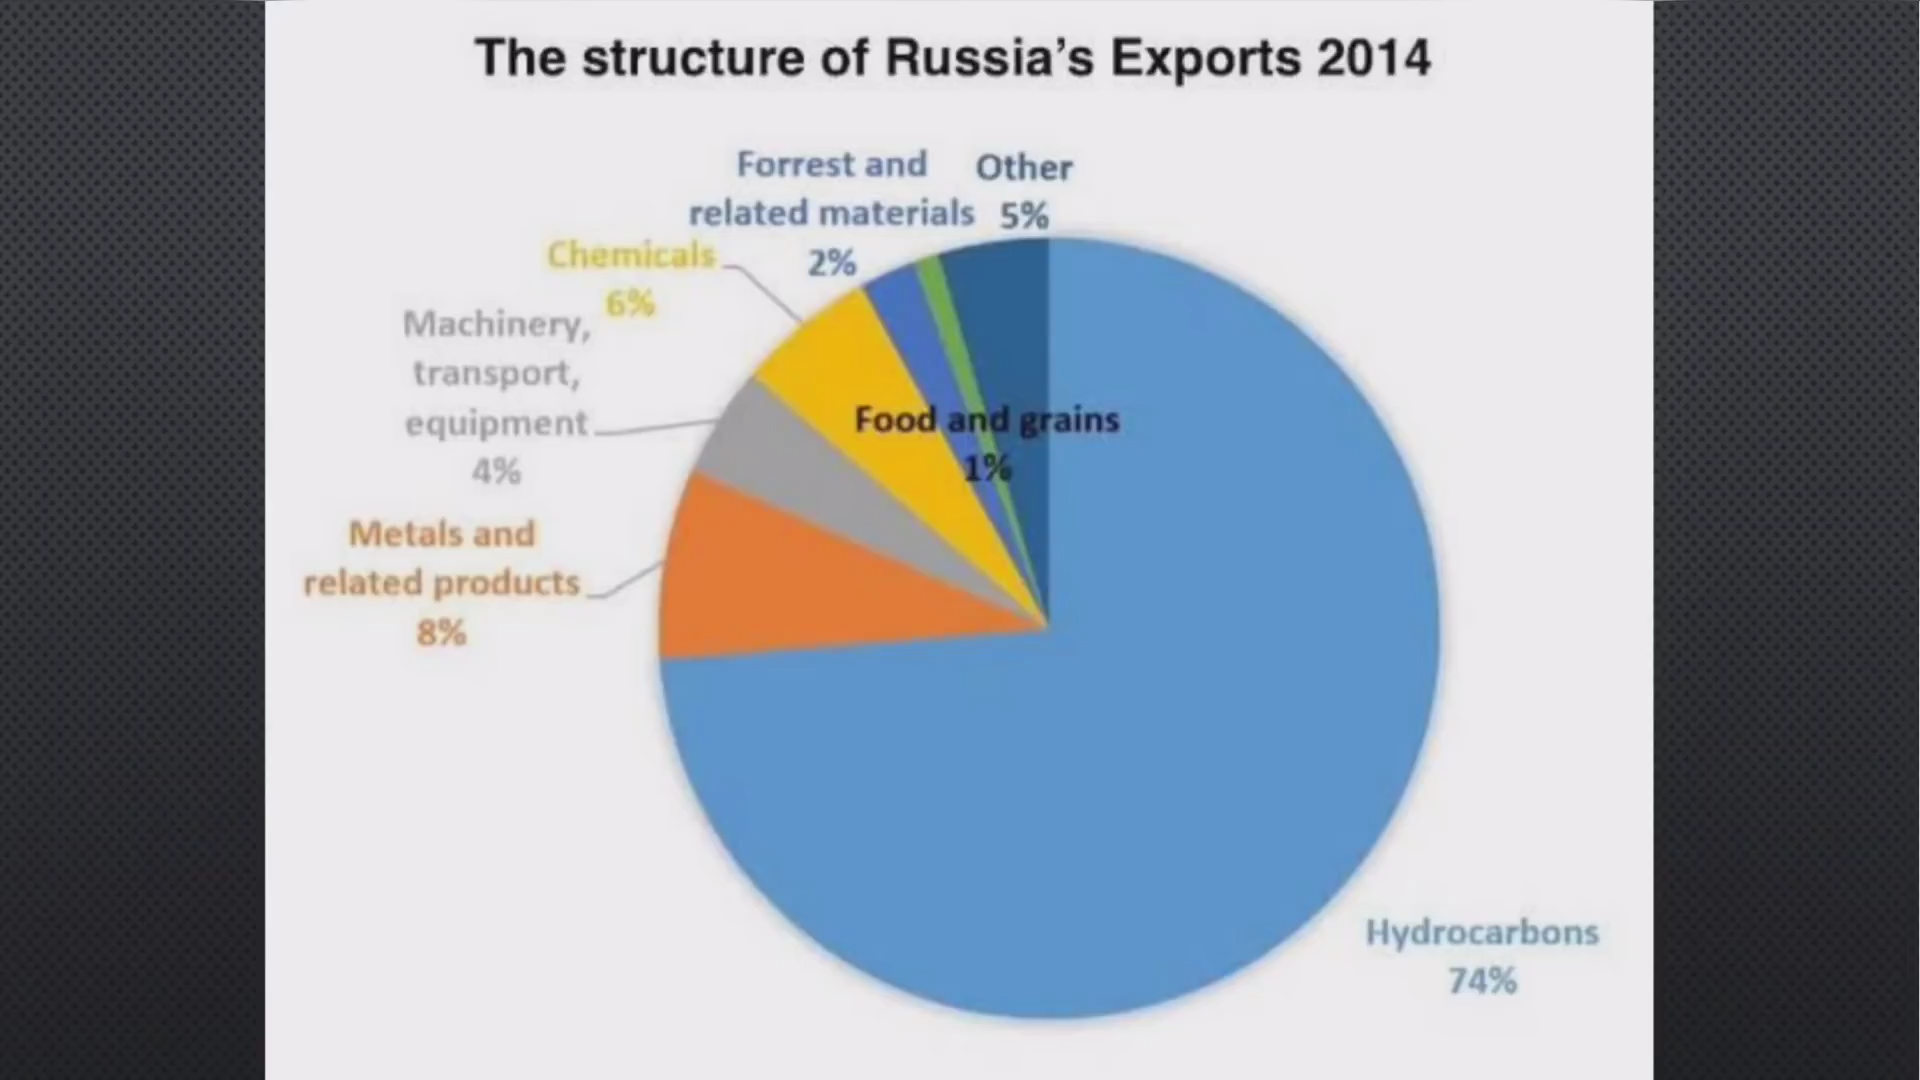 The structure of Russia's Exports 2014
Forrest and
related materials
2%
Other
5%
Chemicals
6%
Machinery,
transport,
equipment
4%
Food and grains
1%
Metals and
related products
8%
Hydrocarbons
74%